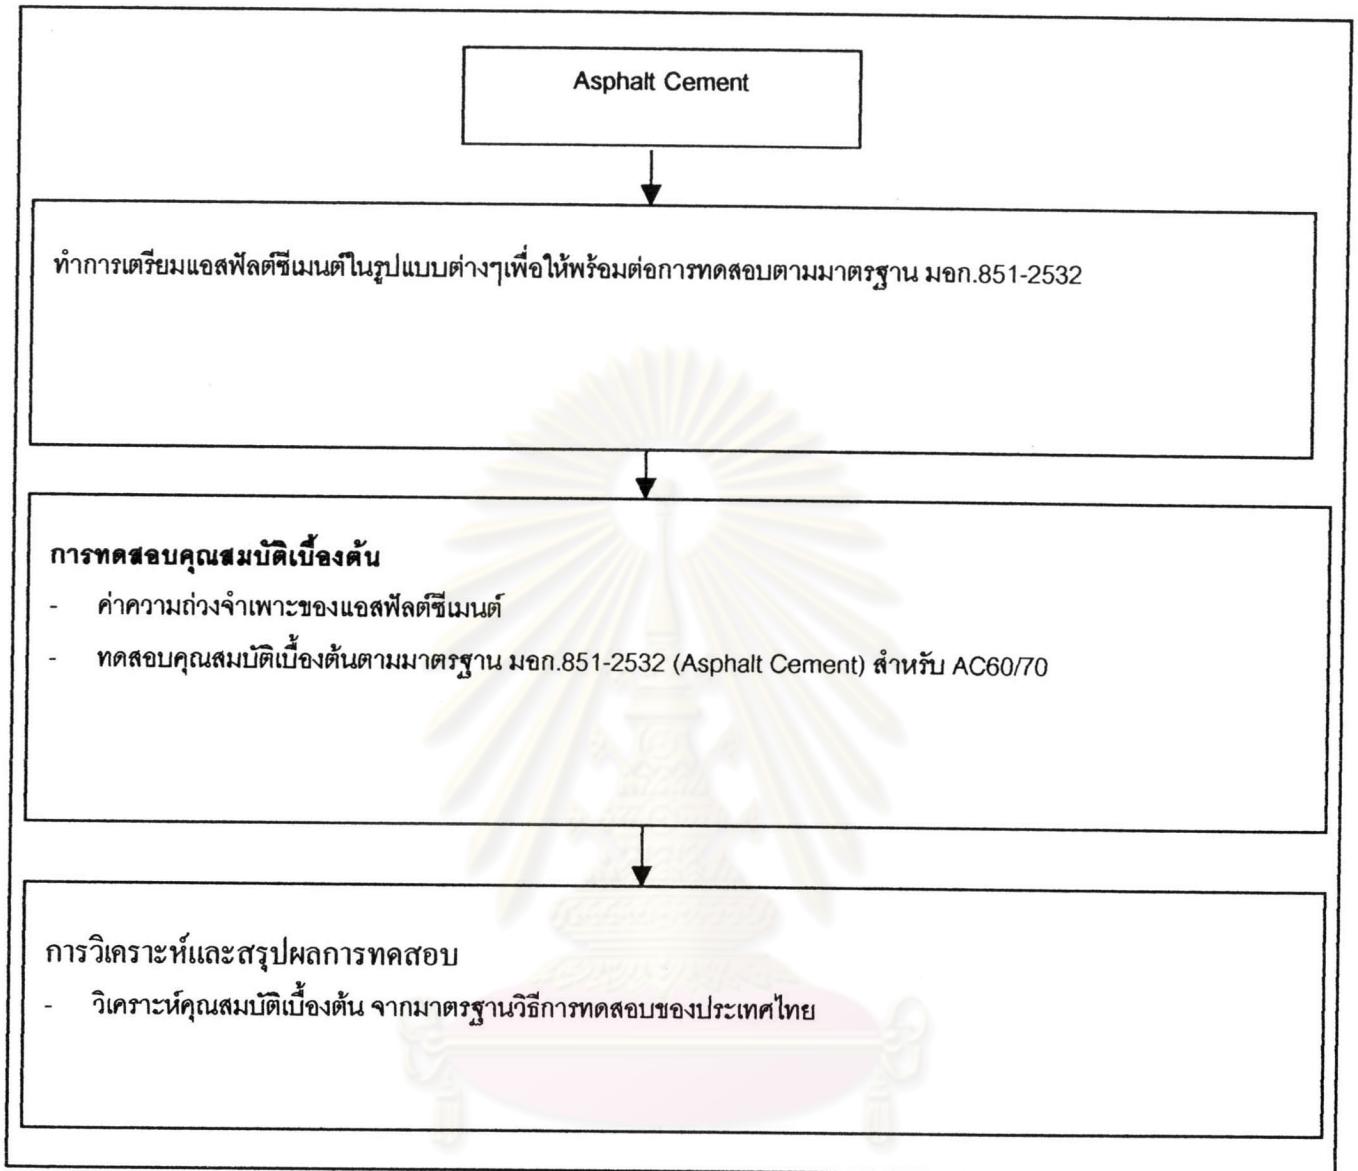 Asphalt Cement
ทำการเตรียมแอสฟัลต์ซีเมนต์ในรูปแบบต่างๆเพื่อให้พร้อมต่อการทดสอบตามมาตรฐาน มอก.851-2532
การทดสอบคุณสมบัติเบื้องต้น
- ค่าความถ่วงจำเพาะของแอสฟัลต์ซีเมนต์
- ทดสอบคุณสมบัติเบื้องต้นตามมาตรฐาน มอก.851-2532 (Asphalt Cement) สำหรับ AC60/70
การวิเคราะห์และสรุปผลการทดสอบ
- วิเคราะห์คุณสมบัติเบื้องต้น จากมาตรฐานวิธีการทดสอบของประเทศไทย